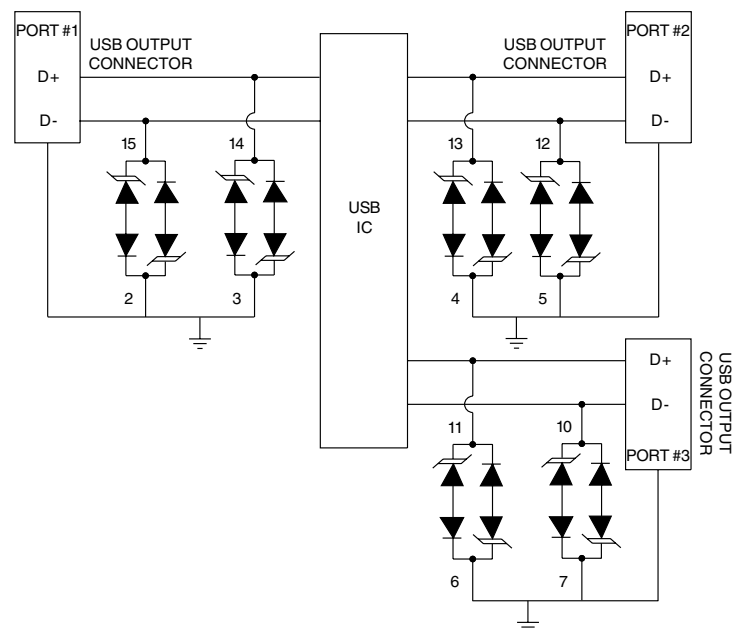 PORT #1
D+
D-
USB OUTPUT
CONNECTOR
15
14
2
3
USB
IC
USB OUTPUT
CONNECTOR
PORT #2
D+
D-
13
12
4
5
D+
D-
PORT #3
USB OUTPUT
CONNECTOR
11
10
6
7